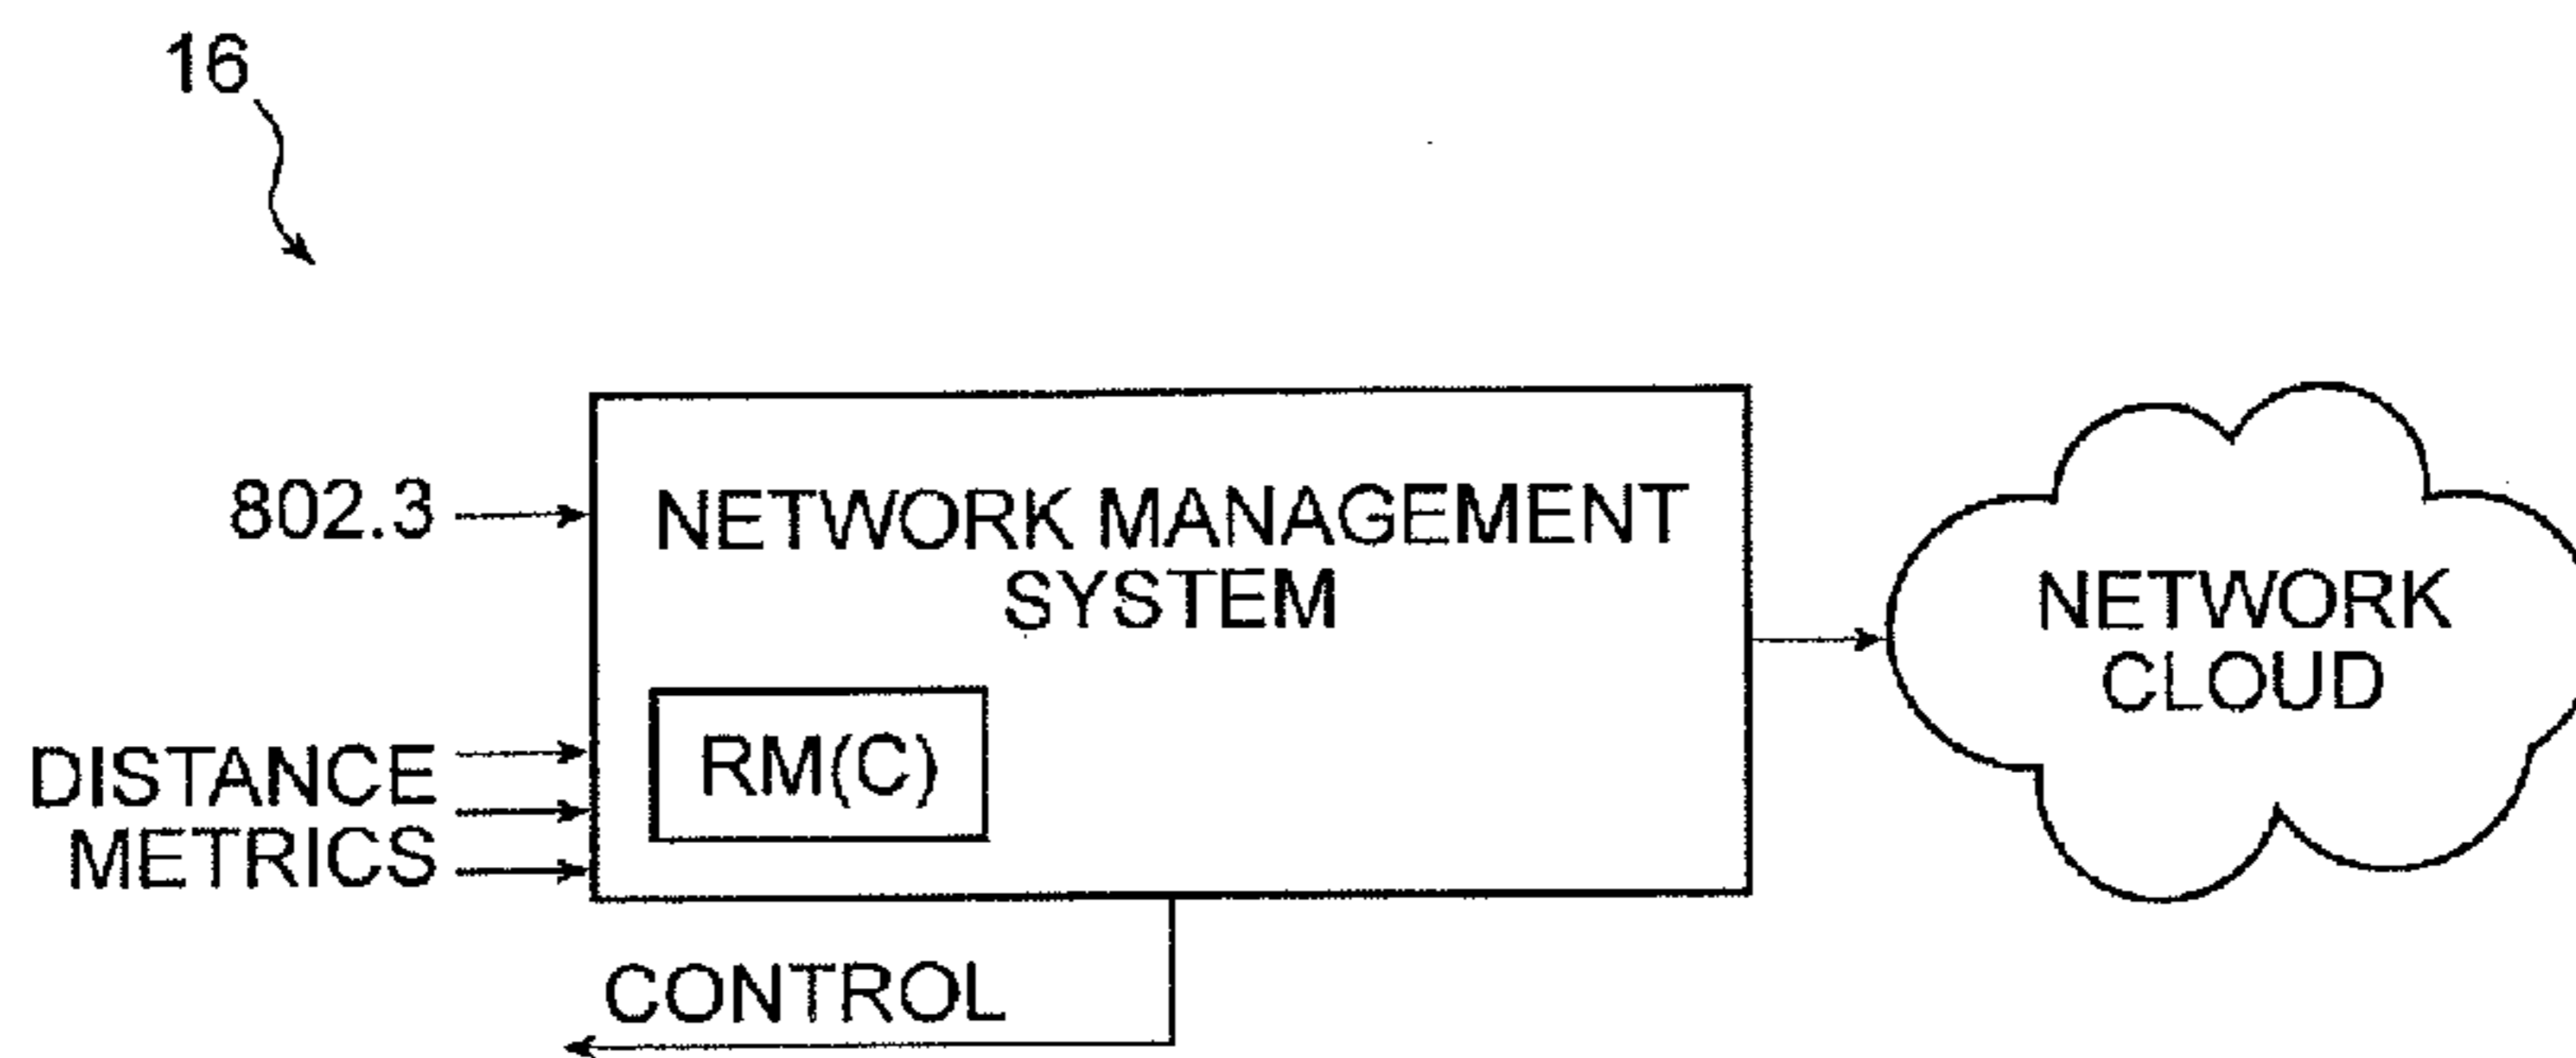 16
802.3
NETWORK MANAGEMENT
SYSTEM
NETWORK
CLOUD
RM(C)
DISTANCE
METRICS
CONTROL